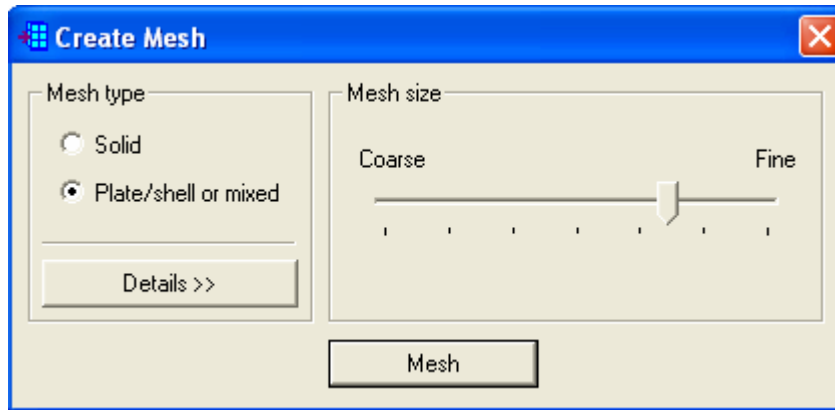 Create Mesh
Mesh type
Solid
Plate/shell or mixed
Details >>
Mesh size
Coarse
Fine
Mesh